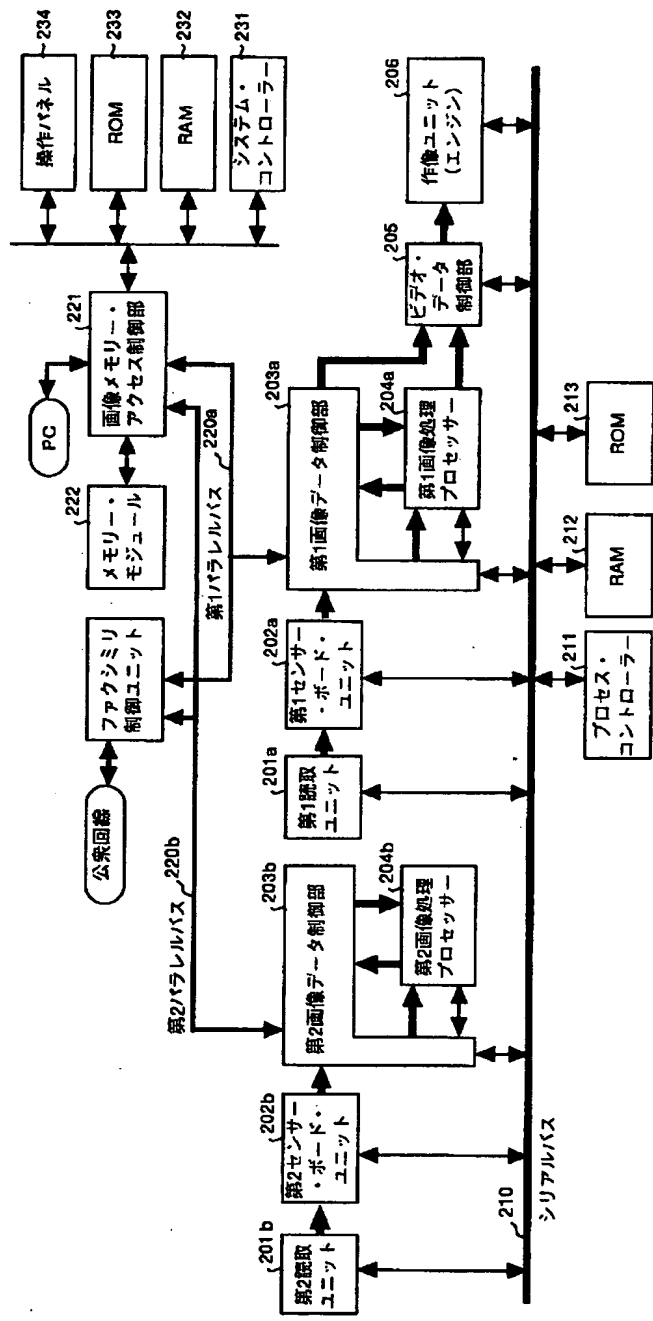 操作パネル
234
ROM
233
RAM
232
システム・
コントローラー
231
PC
画像メモリー・
アクセス制御部
221
メモリー・
モジュール
222
ファクシミリ
制御ユニット
公衆回線
第1パラレルバス
220a
第2パラレルバス
220b
第2読取
ユニット
201b
第2センサー
・ボード・
ユニット
202b
第2画像データ制御部
203b
第2画像処理
プロセッサー
204b
第1読取
ユニット
201a
第1センサー
・ボード・
ユニット
202a
第1画像データ制御部
203a
第1画像処理
プロセッサー
204a
ビデオ・
データ
制御部
205
作像ユニット
(エンジン)
206
210
シリアルバス
プロセス・
コントローラー
211
RAM
212
ROM
213